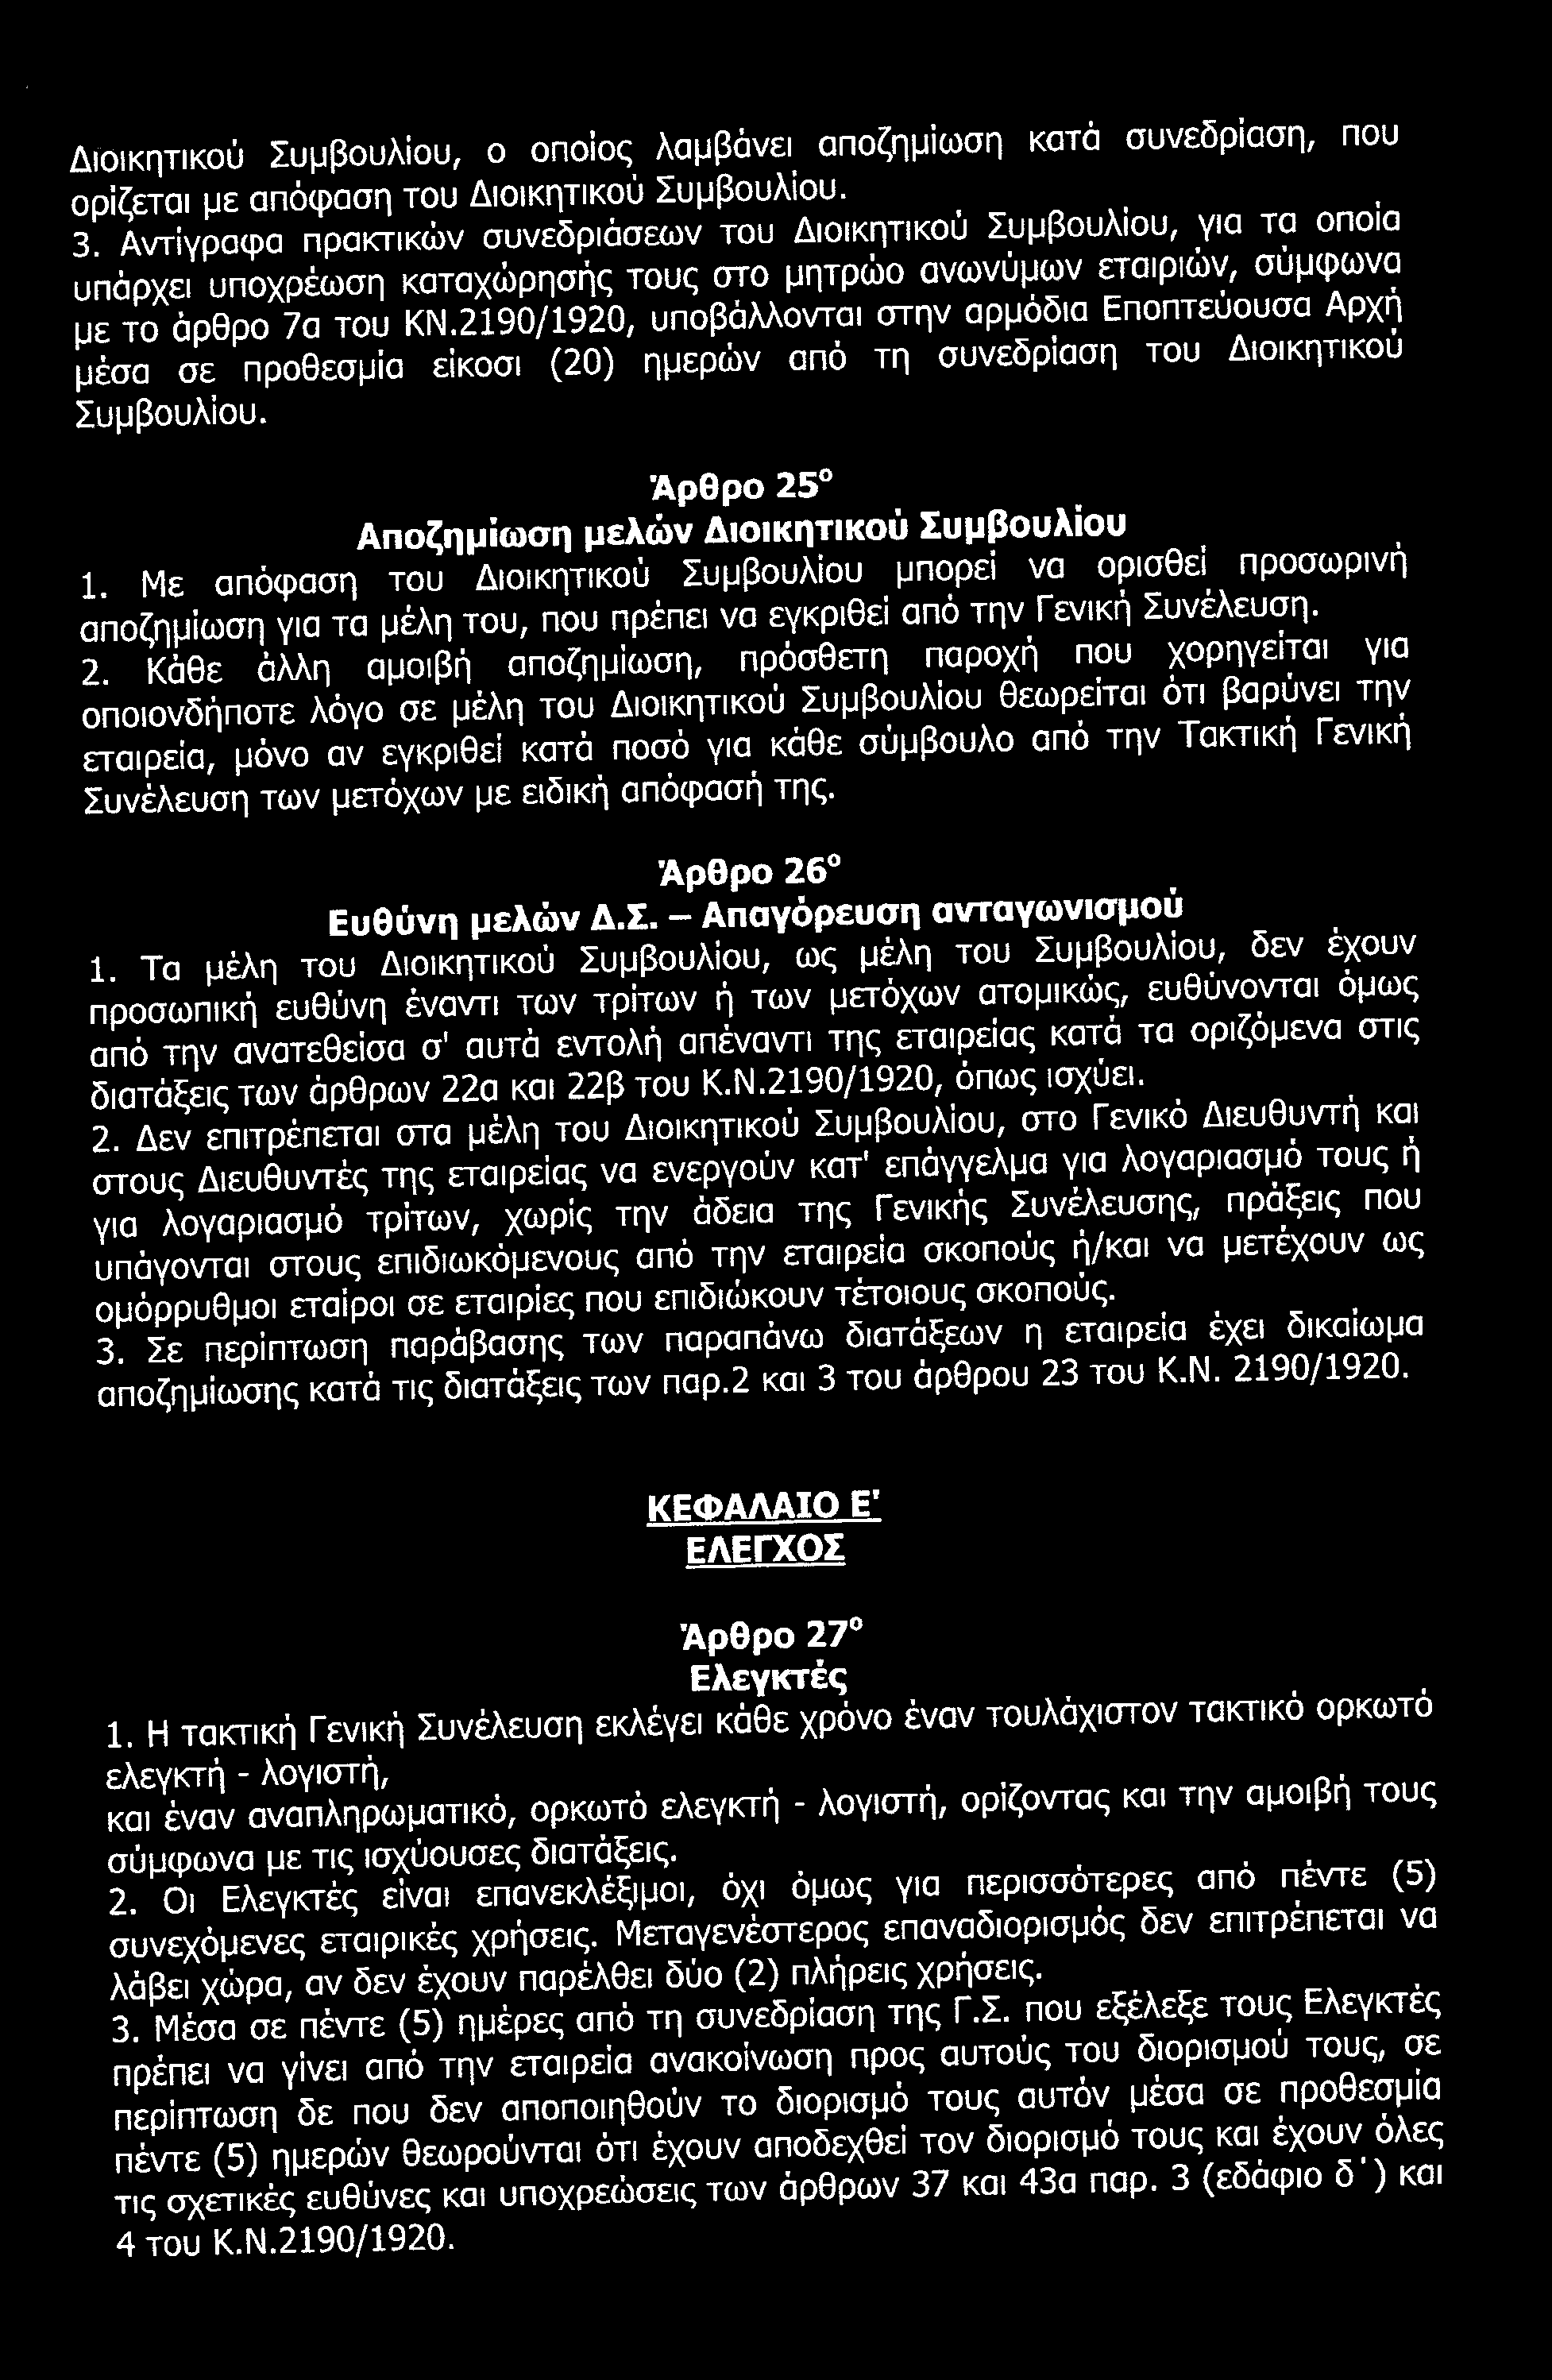 Διοικητικού Συμβουλίου, ο οποίος λαμβάνει αποζημίωση κατά συνεδρίαση, που
ορίζεται με απόφαση του Διοικητικού Συμβουλίου.
3. Αντίγραφα πρακτικών συνεδριάσεων του Διοικητικού Συμβουλίου, για τα οποία
υπάρχει υποχρέωση καταχώρησής τους στο μητρώο ανωνύμων εταιριών, σύμφωνα
με το άρθρο 7α του ΚΝ.2190/1920, υποβάλλονται στην αρμόδια Εποπτεύουσα Αρχή
μέσα σε προθεσμία είκοσι (20) ημερών από τη συνεδρίαση του Διοικητικού
Συμβουλίου.
Άρθρο 25°
Αποζημίωση μελών Διοικητικού Συμβουλίου
1. Με απόφαση του Διοικητικού Συμβουλίου μπορεί να ορισθεί προσωρινή
αποζημίωση για τα μέλη του, που πρέπει να εγκριθεί από την Γενική Συνέλευση.
2. Κάθε άλλη αμοιβή αποζημίωση, πρόσθετη παροχή που χορηγείται για
οποιονδήποτε λόγο σε μέλη του Διοικητικού Συμβουλίου θεωρείται ότι βαρύνει την
εταιρεία, μόνο αν εγκριθεί κατά ποσό για κάθε σύμβουλο από την Τακτική Γενική
Συνέλευση των μετόχων με ειδική απόφασή της.
Άρθρο 26°
Ευθύνη μελών Δ.Σ. – Απαγόρευση ανταγωνισμού
1. Τα μέλη του Διοικητικού Συμβουλίου, ως μέλη του Συμβουλίου, δεν έχουν
προσωπική ευθύνη έναντι των τρίτων ή των μετόχων ατομικώς, ευθύνονται όμως
από την ανατεθείσα σ' αυτά εντολή απέναντι της εταιρείας κατά τα οριζόμενα στις
διατάξεις των άρθρων 22α και 22β του Κ.Ν.2190/1920, όπως ισχύει.
2. Δεν επιτρέπεται στα μέλη του Διοικητικού Συμβουλίου, στο Γενικό Διευθυντή και
στους Διευθυντές της εταιρείας να ενεργούν κατ' επάγγελμα για λογαριασμό τους ή
για λογαριασμό τρίτων, χωρίς την άδεια της Γενικής Συνέλευσης, πράξεις που
υπάγονται στους επιδιωκόμενους από την εταιρεία σκοπούς ή/και να μετέχουν ως
ομόρρυθμοι εταίροι σε εταιρίες που επιδιώκουν τέτοιους σκοπούς.
3. Σε περίπτωση παράβασης των παραπάνω διατάξεων η εταιρεία έχει δικαίωμα
αποζημίωσης κατά τις διατάξεις των παρ.2 και 3 του άρθρου 23 του Κ.Ν. 2190/1920.
ΚΕΦΑΛΑΙΟ Ε'
ΕΛΕΓΧΟΣ
Άρθρο 27°
Ελεγκτές
1. Η τακτική Γενική Συνέλευση εκλέγει κάθε χρόνο έναν τουλάχιστον τακτικό ορκωτό
ελεγκτή - λογιστή,
και έναν αναπληρωματικό, ορκωτό ελεγκτή - λογιστή, ορίζοντας και την αμοιβή τους
σύμφωνα με τις ισχύουσες διατάξεις.
2. Οι Ελεγκτές είναι επανεκλέξιμοι, όχι όμως για περισσότερες από πέντε (5)
συνεχόμενες εταιρικές χρήσεις. Μεταγενέστερος επαναδιορισμός δεν επιτρέπεται να
λάβει χώρα, αν δεν έχουν παρέλθει δύο (2) πλήρεις χρήσεις.
3. Μέσα σε πέντε (5) ημέρες από τη συνεδρίαση της Γ.Σ. που εξέλεξε τους Ελεγκτές
πρέπει να γίνει από την εταιρεία ανακοίνωση προς αυτούς του διορισμού τους, σε
περίπτωση δε που δεν αποποιηθούν το διορισμό τους αυτόν μέσα σε προθεσμία
πέντε (5) ημερών θεωρούνται ότι έχουν αποδεχθεί τον διορισμό τους και έχουν όλες
τις σχετικές ευθύνες και υποχρεώσεις των άρθρων 37 και 43α παρ. 3 (εδάφιο δ΄) και
4 του Κ.Ν.2190/1920.